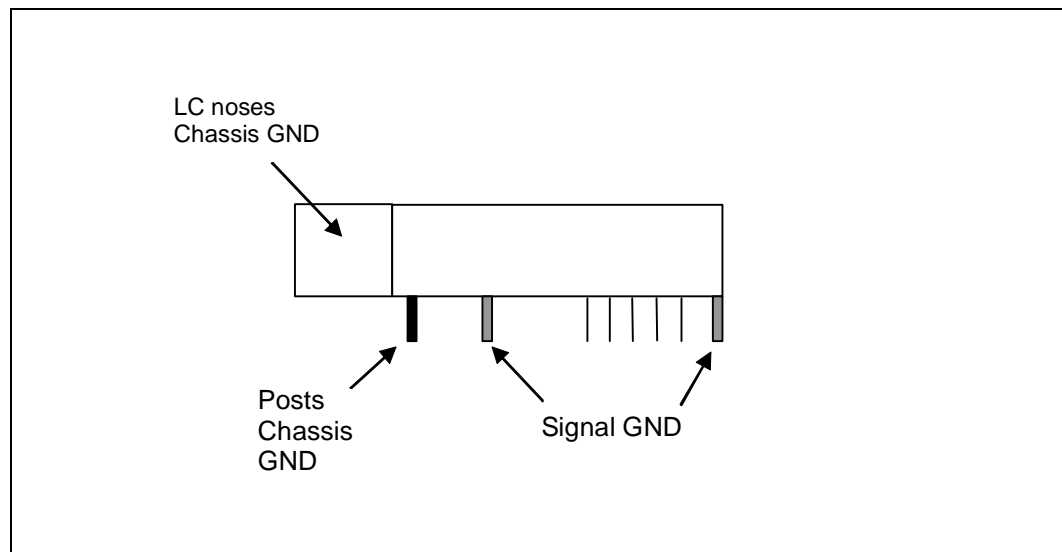 LC noses
Chassis GND
Posts
Chassis
GND
Signal GND